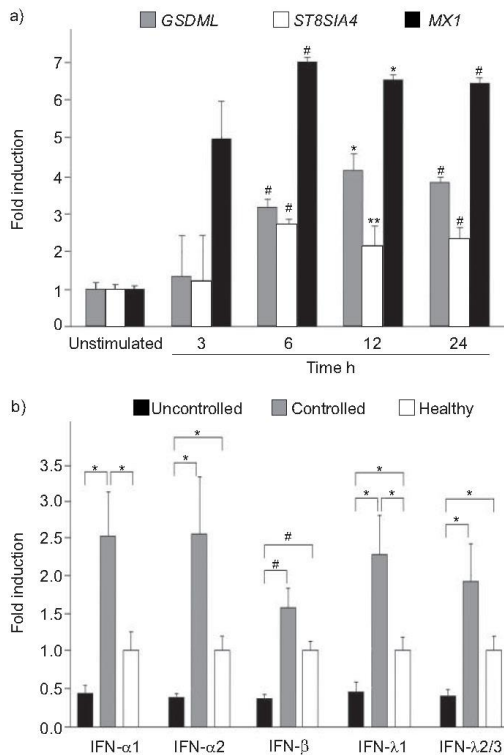 a)
GSDML ST8SIA4 MX1
Fold induction
7
6
5
4
3
2
1
0
# * #
# # * ** # #
Unstimulated 3 6 12 24
Time h
b)
Uncontrolled Controlled Healthy
Fold induction
3.5
3.0
2.5
2.0
1.5
1.0
0.5
0.0
* * * * # # * * * * *
IFN-α1 IFN-α2 IFN-β IFN-λ1 IFN-λ2/3